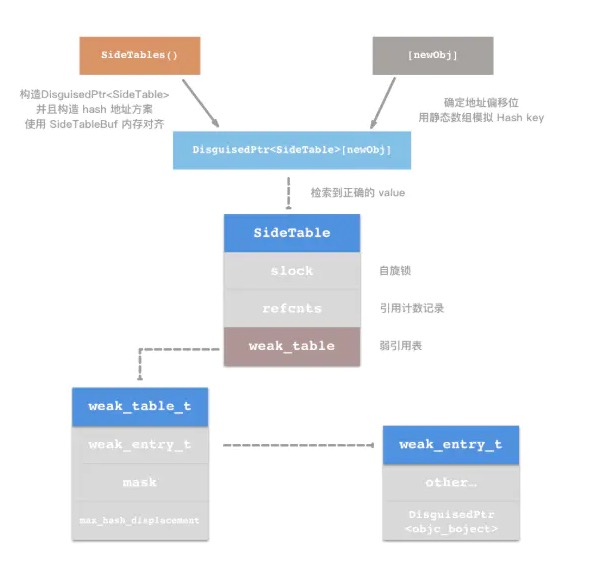 SideTables()
[newObj]
构造DisguisedPtr<SideTable>
并且构造 hash 地址方案
使用 SideTableBuf 内存对齐
确定地址偏移位
用静态数组模拟 Hash key
DisguisedPtr<SideTable>[newObj]
检索到正确的 value
SideTable
slock
自旋锁
refcnts
引用计数记录
weak_table
弱引用表
weak_table_t
weak_entry_t
mask
max_hash_displacement
weak_entry_t
other…
DisguisedPtr
<objc_boject>